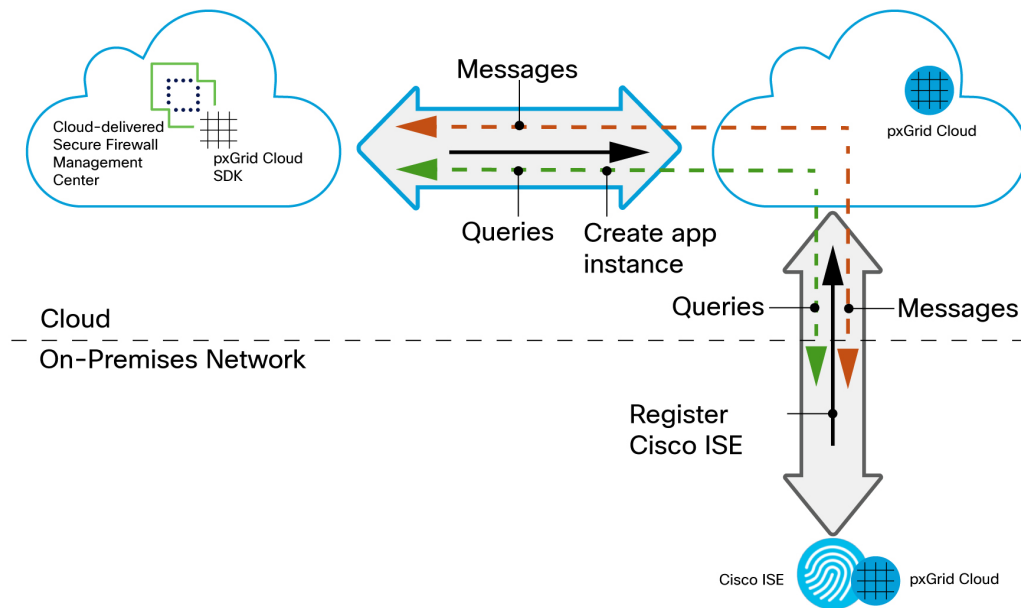 Messages
Cloud-delivered
Secure Firewall
Management
Center
pxGrid Cloud
SDK
pxGrid Cloud
Queries
Create app
instance
Queries
Messages
Cloud
On-Premises Network
Register
Cisco ISE
Cisco ISE
pxGrid Cloud